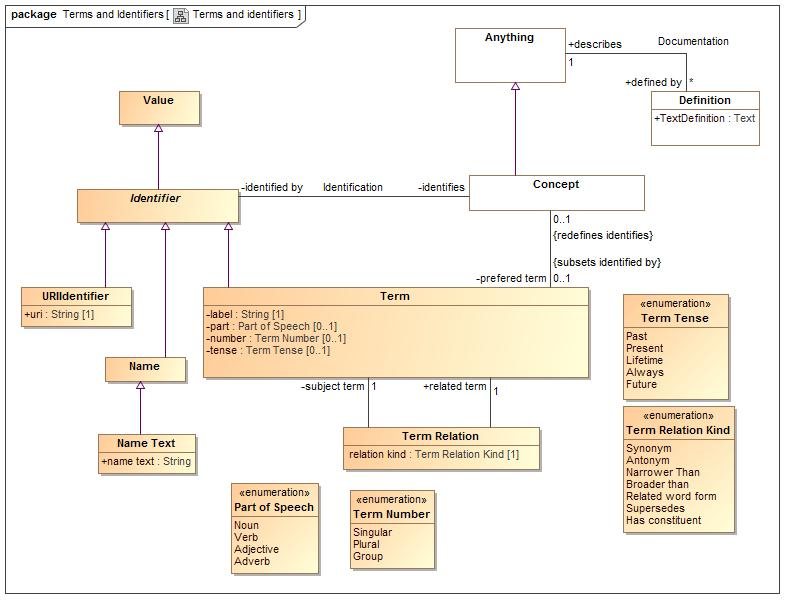 package Terms and Identifiers [ Terms and identifiers ]
Anything
+describes
Documentation
1
+defined by
*
Definition
+TextDefinition : Text
Value
Identifier
-identified by
Identification
-identifies
Concept
0..1
{redefines identifies}
{subsets identified by}
-prefered term
0..1
URIIdentifier
+uri : String [1]
Term
-label : String [1]
-part : Part of Speech [0..1]
-number : Term Number [0..1]
-tense : Term Tense [0..1]
«enumeration»
Term Tense
Past
Present
Lifetime
Always
Future
Name
-subject term
1
+related term
1
Name Text
+name text : String
Term Relation
relation kind : Term Relation Kind [1]
«enumeration»
Term Relation Kind
Synonym
Antonym
Narrower Than
Broader than
Related word form
Supersedes
Has constituent
«enumeration»
Part of Speech
Noun
Verb
Adjective
Adverb
«enumeration»
Term Number
Singular
Plural
Group